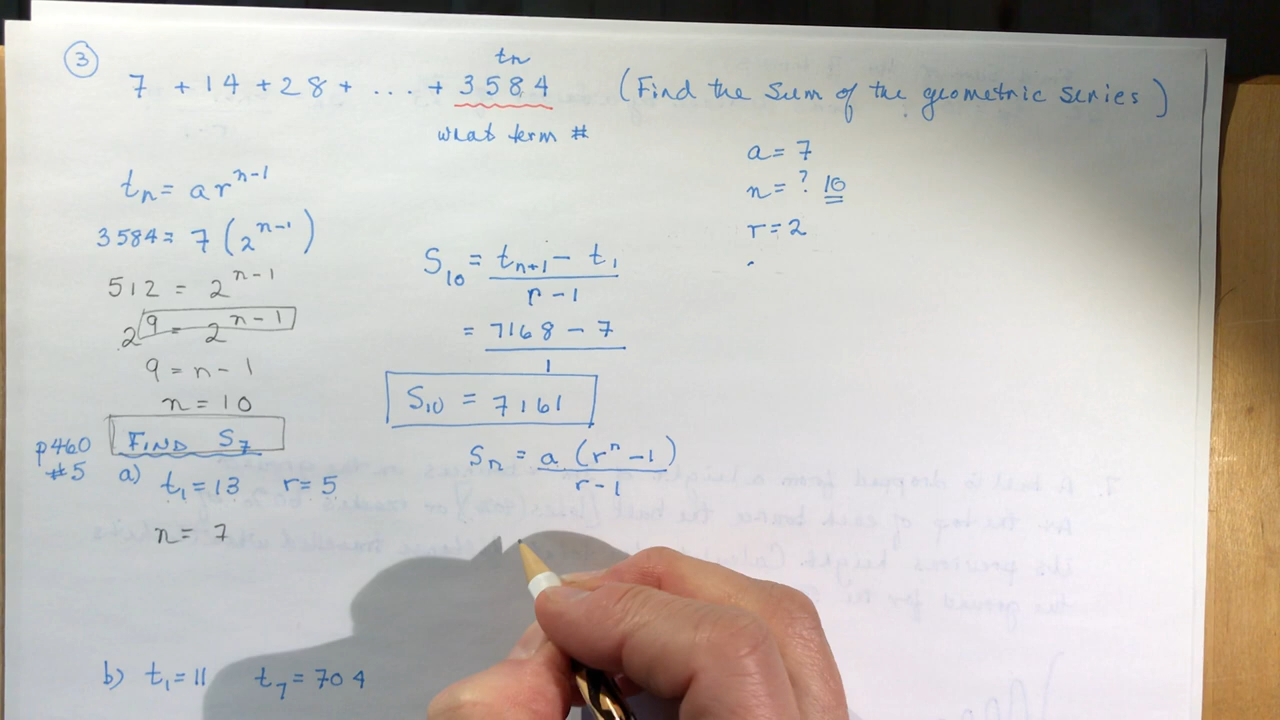 ③
tn
7 + 14 + 28 + ... + 3584 (Find the sum of the geometric series)
what term #
a = 7
n = ? 10
r = 2
tn = ar^n-1
3584 = 7 (2^n-1)
512 = 2^n-1
2^9 = 2^n-1
9 = n - 1
n = 10
S10 = tn+1 - t1
r - 1
= 7168 - 7
1
S10 = 7161
Sn = a (r^n - 1)
r - 1
FIND S7
p460
#5
a) t1 = 13 r = 5
n = 7
b) t1 = 11 t7 = 704